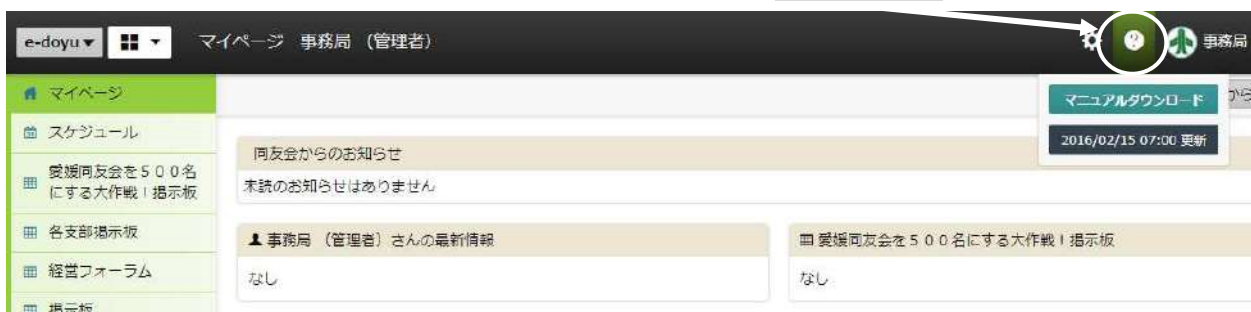 e-doyu
マイページ 事務局 （管理者）
事務局
マイページ
マニュアルダウンロード
から
スケジュール
2016/02/15 07:00 更新
同友会からのお知らせ
愛媛同友会を５００名
にする大作戦！掲示板
未読のお知らせはありません
各支部掲示板
事務局 （管理者）さんの最新情報
愛媛同友会を５００名にする大作戦！掲示板
経営フォーラム
なし
なし
掲示板